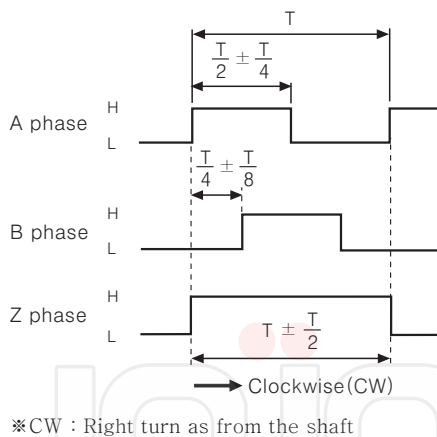 T
T/2 ± T/4
A phase H
L
T/4 ± T/8
B phase H
L
Z phase H
L
T ± T/2
Clockwise(CW)
※CW : Right turn as from the shaft